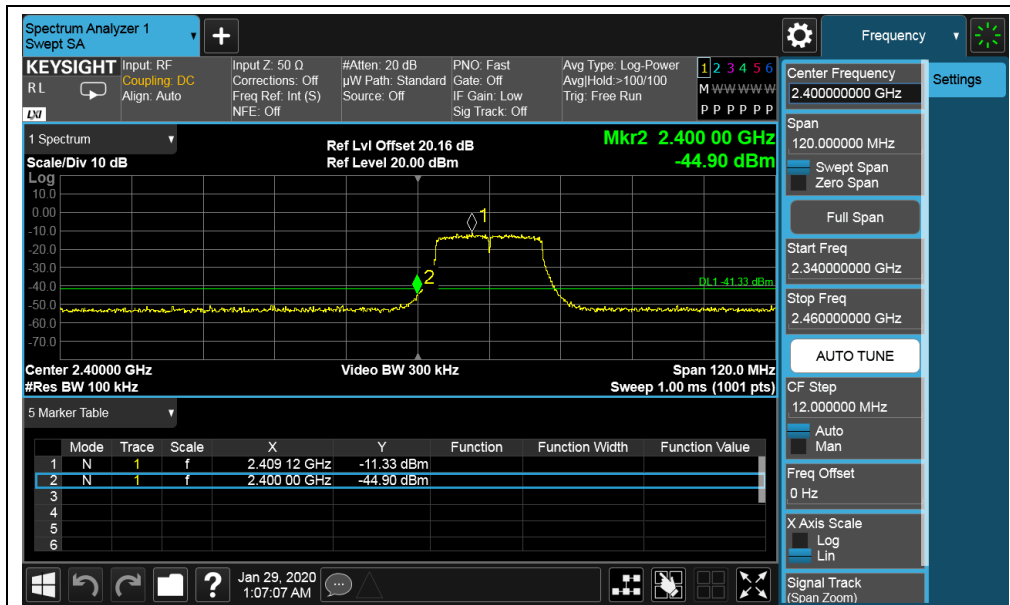 Spectrum Analyzer 1
Swept SA
+
Frequency
KEYSIGHT
RL
LXI
Input: RF
Coupling: DC
Align: Auto
Input Z: 50 Ω
Corrections: Off
Freq Ref: Int (S)
NFE: Off
#Atten: 20 dB
µW Path: Standard
Source: Off
PNO: Fast
Gate: Off
IF Gain: Low
Sig Track: Off
Avg Type: Log-Power
Avg|Hold:>100/100
Trig: Free Run
1 2 3 4 5 6
M W W W W W
P P P P P P
1 Spectrum
Scale/Div 10 dB
Ref Lvl Offset 20.16 dB
Ref Level 20.00 dBm
Mkr2 2.400 00 GHz
-44.90 dBm
Log
10.0
0.00
-10.0
-20.0
-30.0
-40.0
-50.0
-60.0
-70.0
1
2
DL1 -41.33 dBm
Center 2.40000 GHz
#Res BW 100 kHz
Video BW 300 kHz
Span 120.0 MHz
Sweep 1.00 ms (1001 pts)
5 Marker Table
Mode Trace Scale X Y Function Function Width Function Value
1 N 1 f 2.409 12 GHz -11.33 dBm
2 N 1 f 2.400 00 GHz -44.90 dBm
3
4
5
6
Center Frequency
2.400000000 GHz
Settings
Span
120.000000 MHz
Swept Span
Zero Span
Full Span
Start Freq
2.340000000 GHz
Stop Freq
2.460000000 GHz
AUTO TUNE
CF Step
12.000000 MHz
Auto
Man
Freq Offset
0 Hz
X Axis Scale
Log
Lin
Signal Track
(Span Zoom)
?
Jan 29, 2020
1:07:07 AM